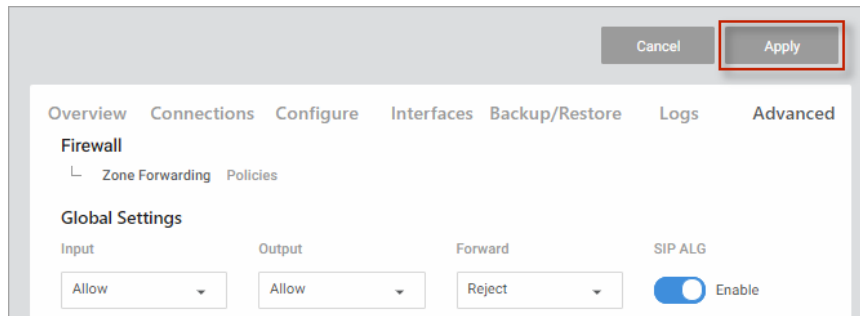 Cancel Apply
Overview Connections Configure Interfaces Backup/Restore Logs Advanced
Firewall
Zone Forwarding Policies
Global Settings
Input Output Forward SIP ALG
Allow Allow Reject Enable